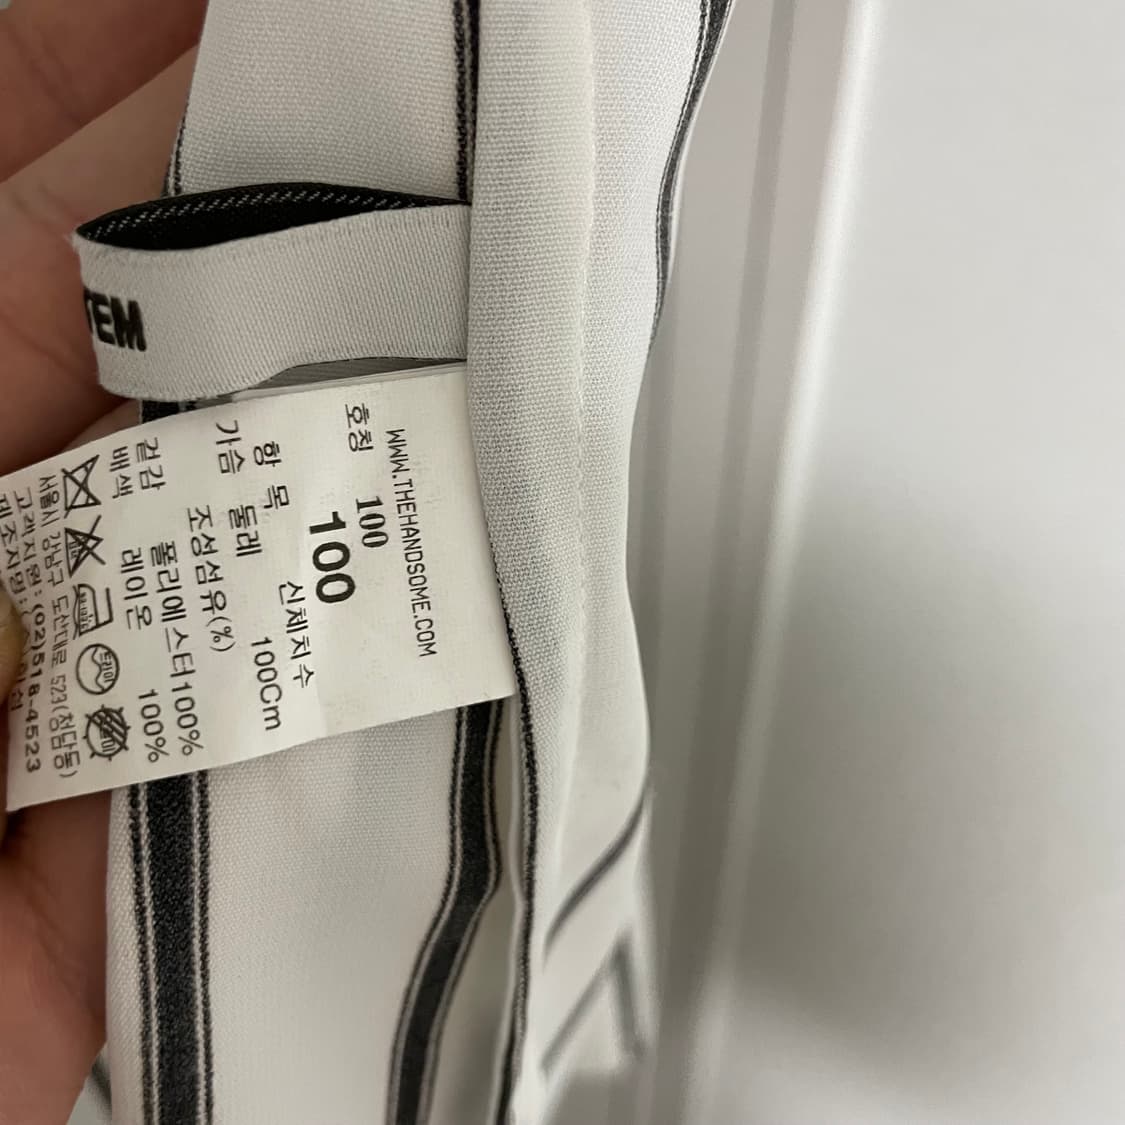 TEM
WWW.THEHANDSOME.COM
호칭 100
100
항 목 신체치수
가슴 둘레 100Cm
조성섬유(%)
겉감 폴리에스터100%
배색 레이온 100%
드라이
서울시 강남구 도산대로 523(청담동)
고객지원:(02)518-4523